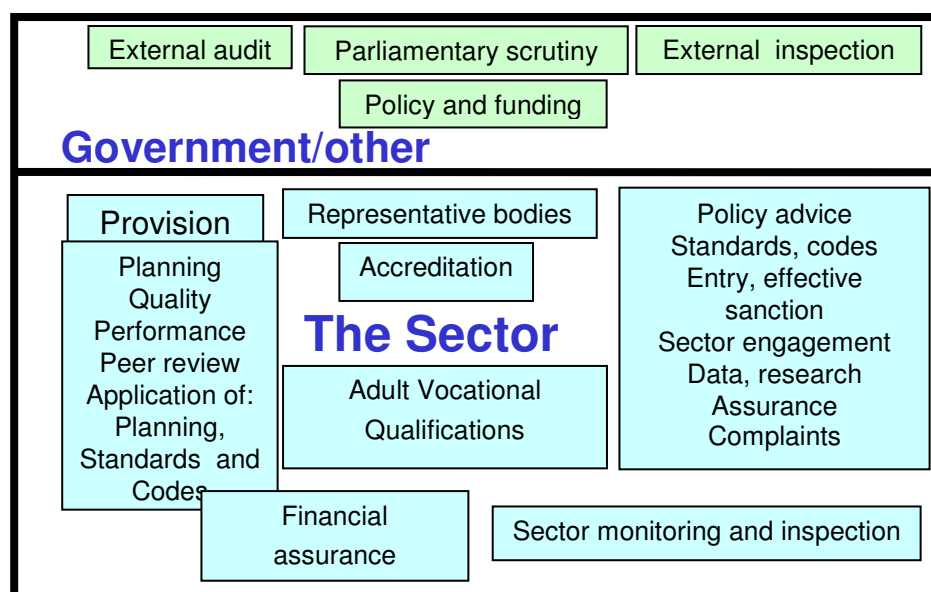 External audit
Parliamentary scrutiny
External inspection
Policy and funding
Government/other
Provision
Planning
Quality
Performance
Peer review
Application of:
Planning,
Standards and
Codes
Representative bodies
Accreditation
The Sector
Adult Vocational
Qualifications
Policy advice
Standards, codes
Entry, effective
sanction
Sector engagement
Data, research
Assurance
Complaints
Financial
assurance
Sector monitoring and inspection